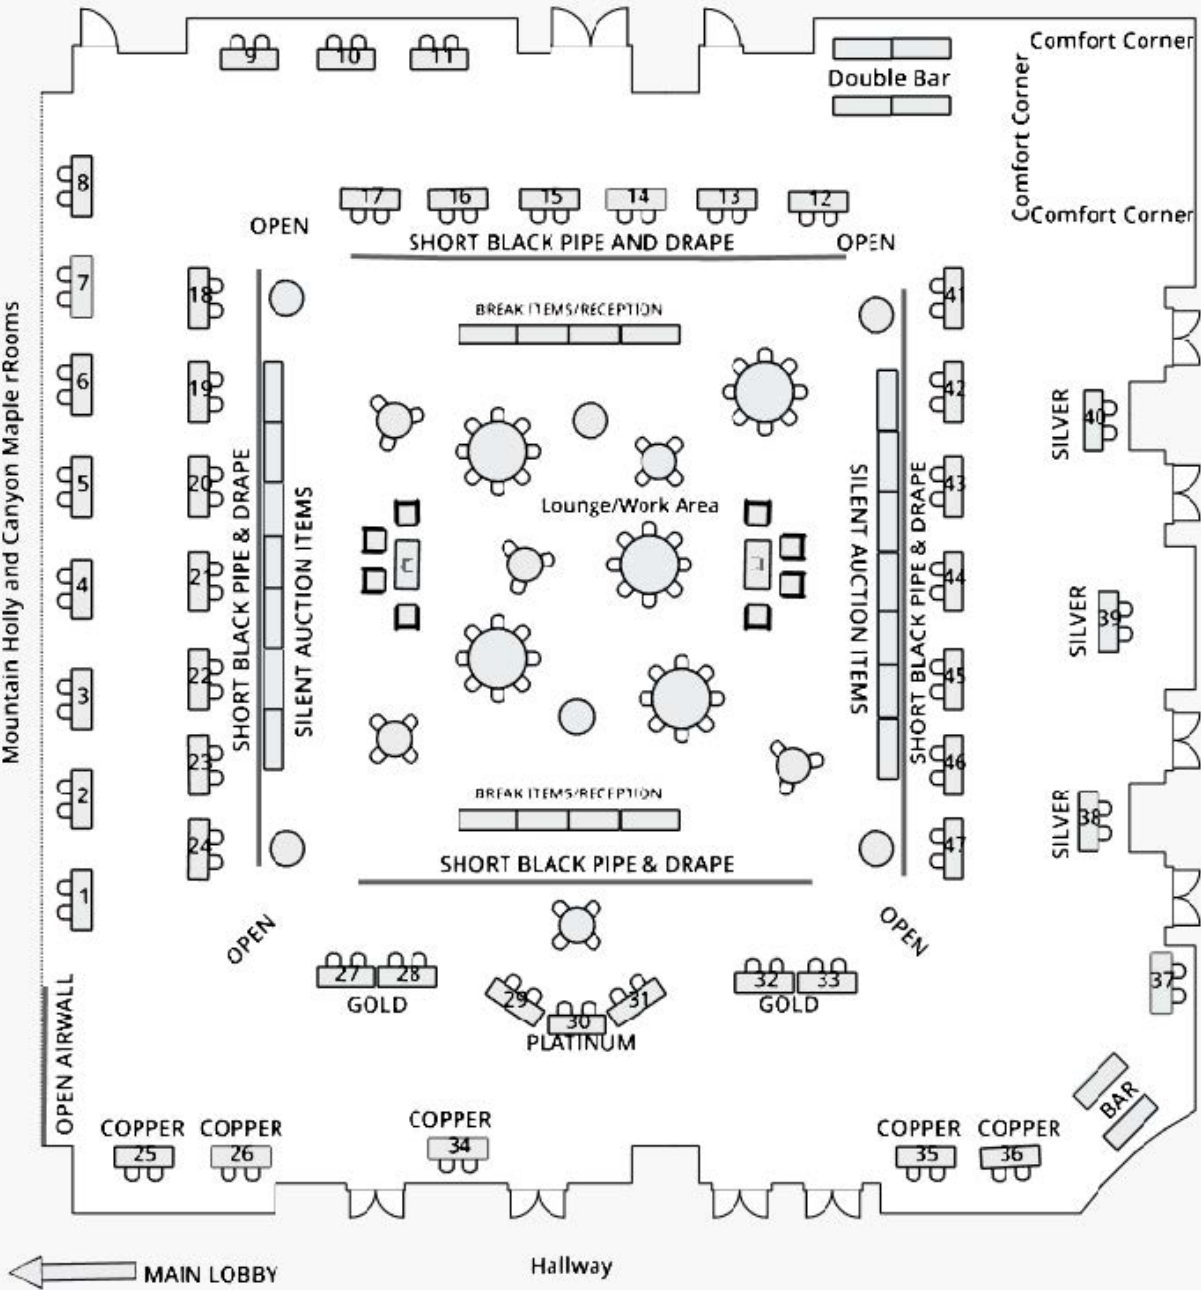 9
10
11
Comfort Corner
Double Bar
Comfort Corner
Comfort Corner
8
17
16
15
14
13
12
OPEN
SHORT BLACK PIPE AND DRAPE
OPEN
7
18
41
BREAK ITEMS/RECEPTION
6
19
42
SILVER
40
Mountain Holly and Canyon Maple rRooms
5
20
SHORT BLACK PIPE & DRAPE
SILENT AUCTION ITEMS
Lounge/Work Area
SILENT AUCTION ITEMS
SHORT BLACK PIPE & DRAPE
43
4
21
44
SILVER
39
3
22
45
2
23
46
BREAK ITEMS/RECEPTION
SILVER
38
24
47
SHORT BLACK PIPE & DRAPE
1
OPEN
OPEN
27
28
GOLD
29
30
31
PLATINUM
32
33
GOLD
37
OPEN AIRWALL
BAR
COPPER
25
COPPER
26
COPPER
34
COPPER
35
COPPER
36
MAIN LOBBY
Hallway